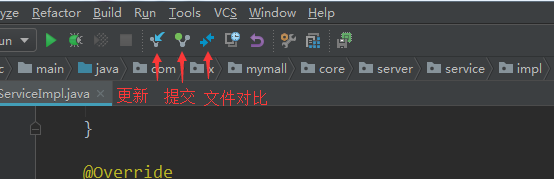 yze Refactor Build Run Tools VCS Window Help
un
main java com x mymall core server service impl
ServiceImpl.java × 更新 提交 文件对比
}
@Override